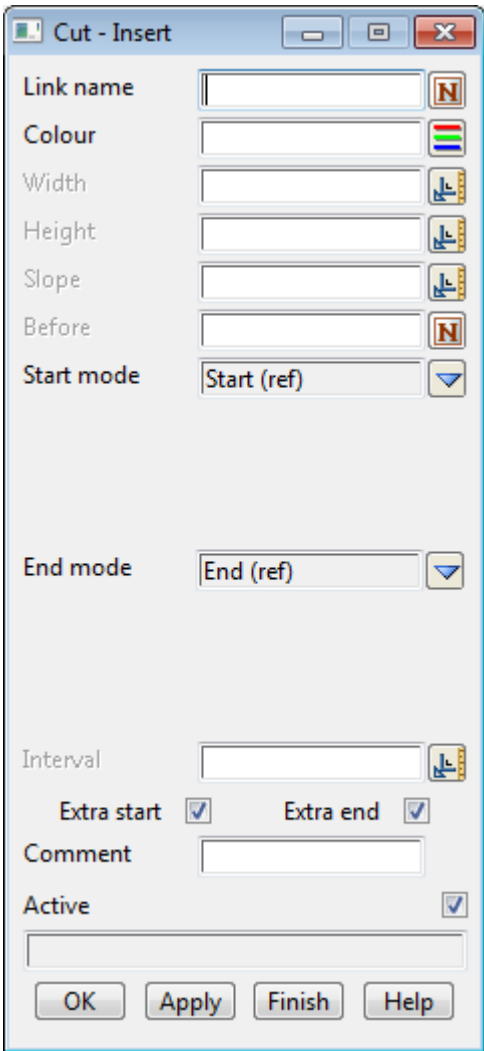 Cut - Insert
Link name
Colour
Width
Height
Slope
Before
Start mode Start (ref)
End mode End (ref)
Interval
Extra start Extra end
Comment
Active
OK Apply Finish Help